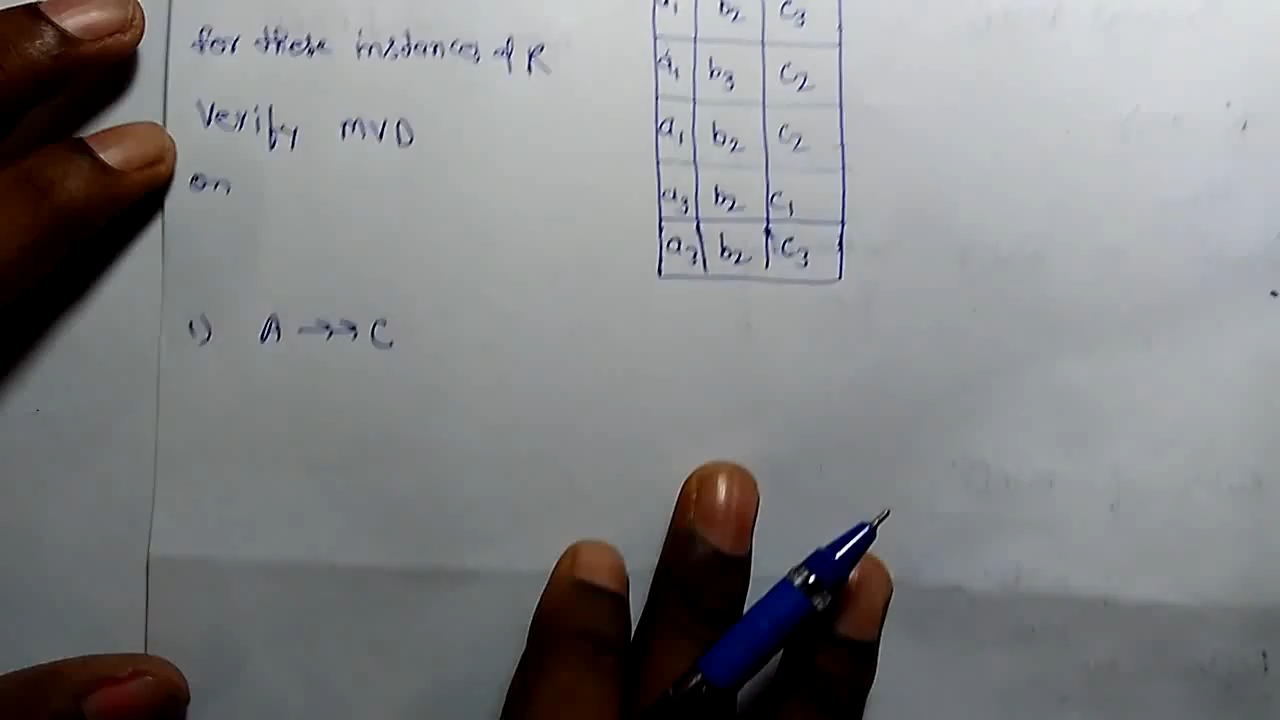 a1 b2 c3
for these instances of R
a1 b3 c2
Verify MVD
a1 b2 c2
on
a3 b2 c1
a3 b2 c3
1) A →→ C